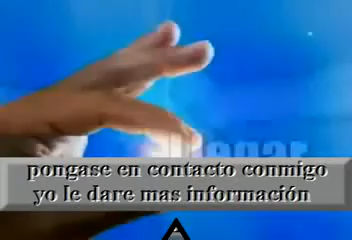 pongase en contacto conmigo
yo le dare mas información